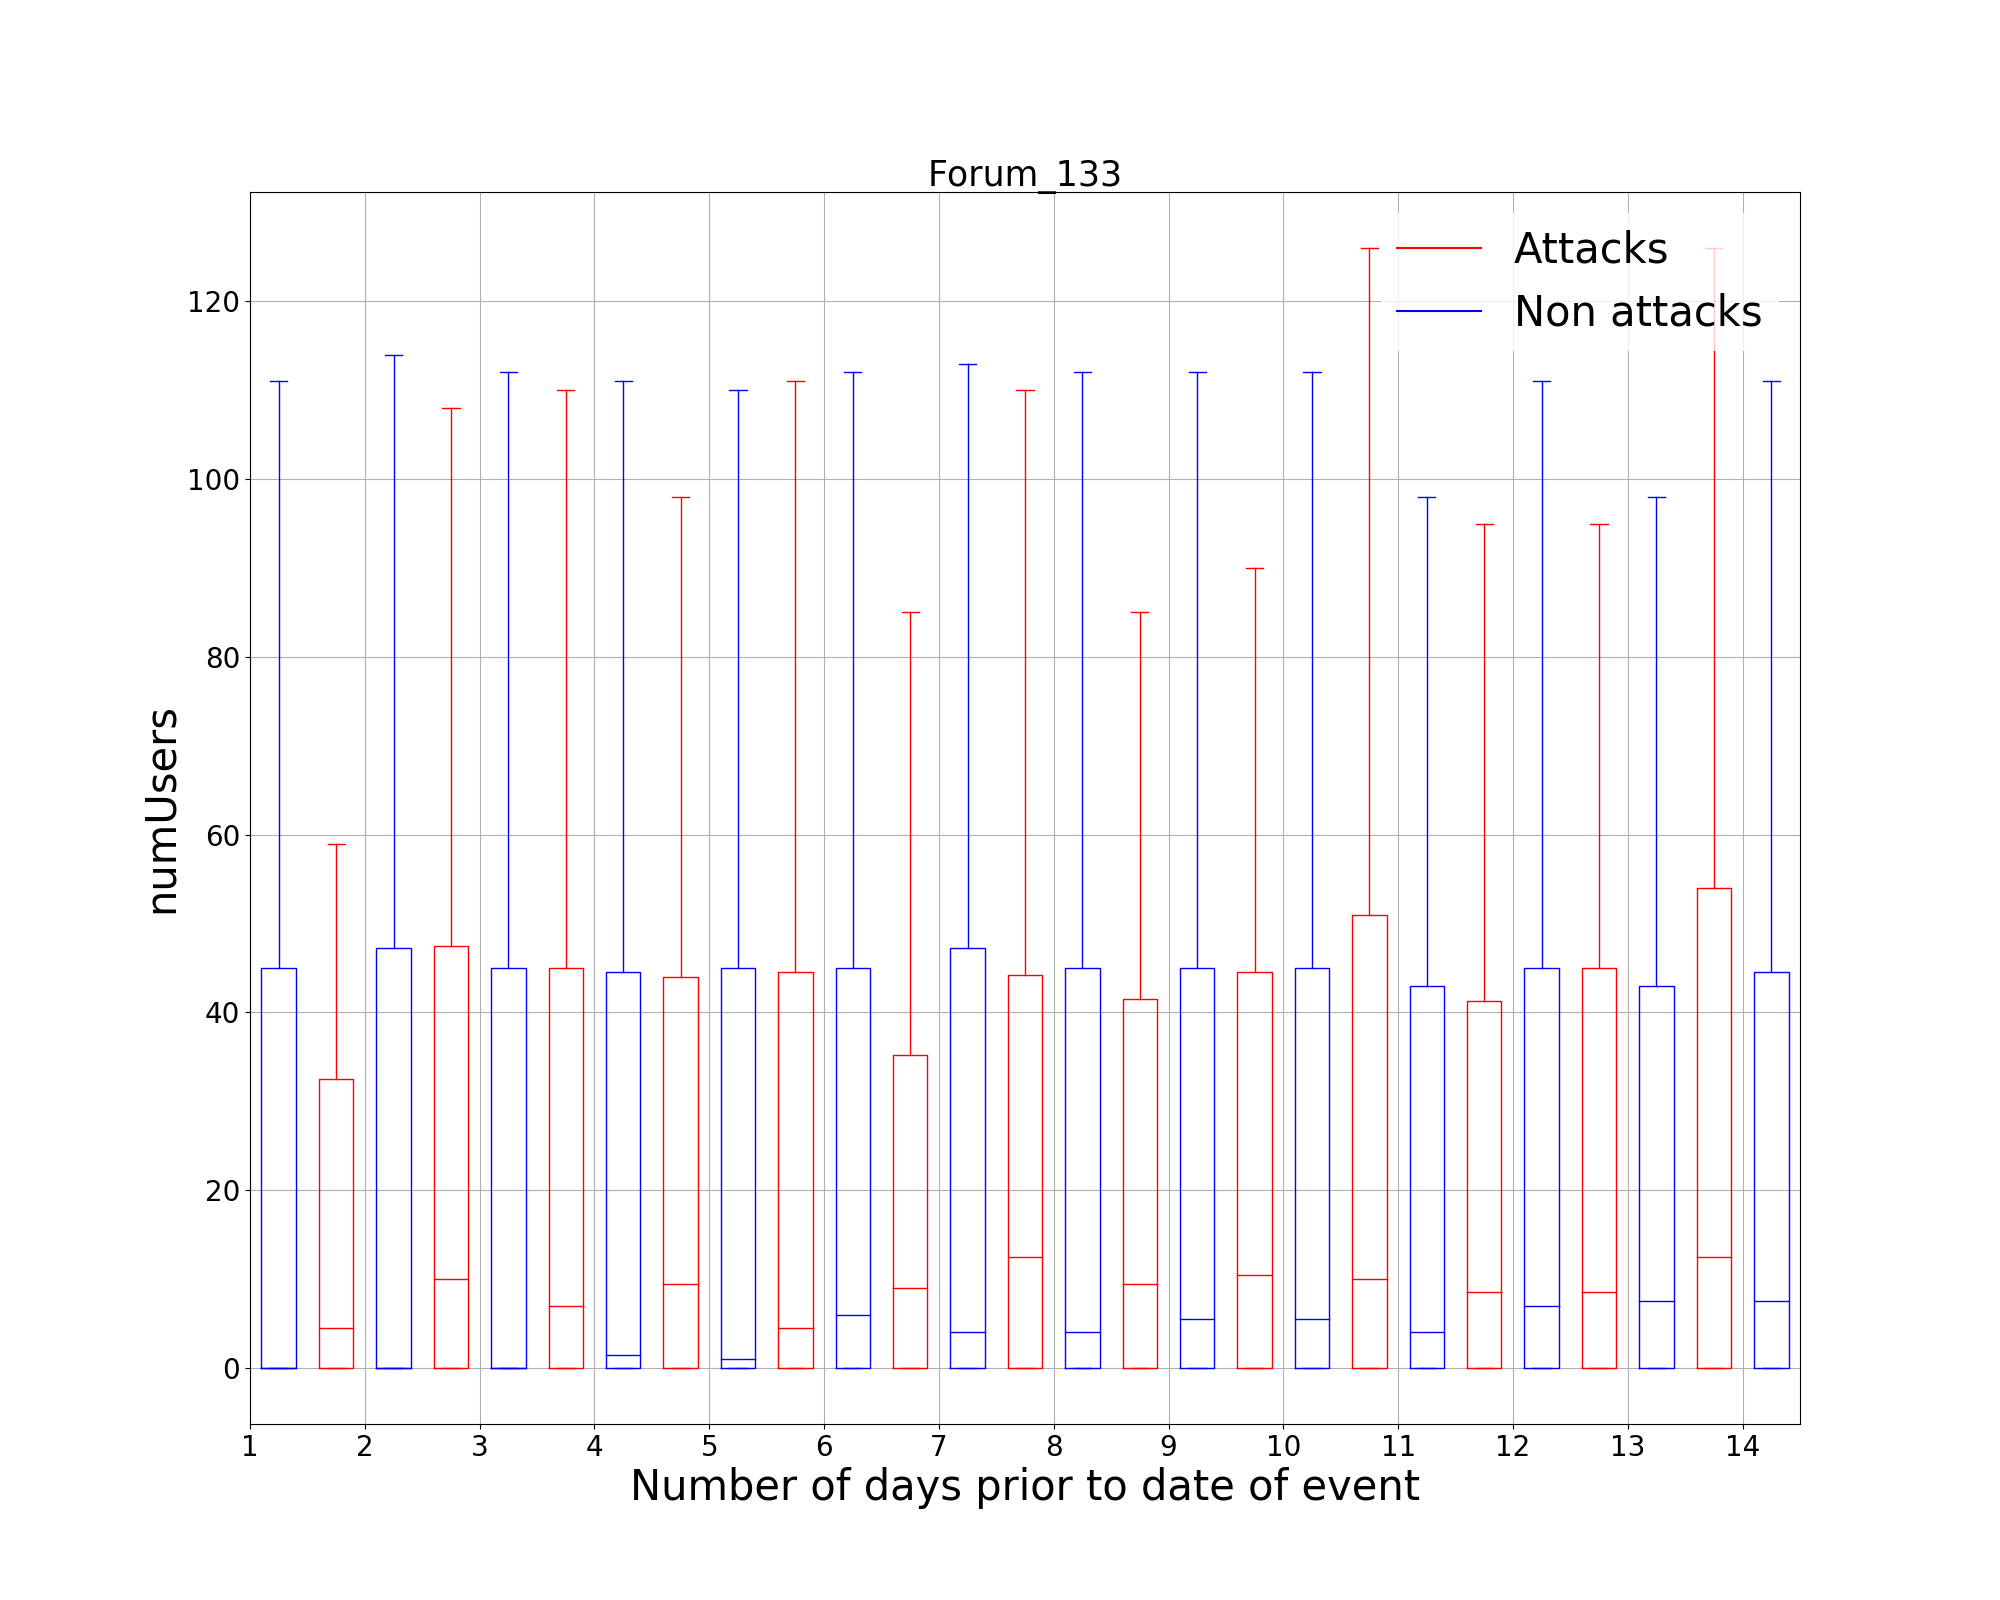 Forum_133
Attacks
Non attacks
120
100
80
60
40
20
0
numUsers
1 2 3 4 5 6 7 8 9 10 11 12 13 14
Number of days prior to date of event